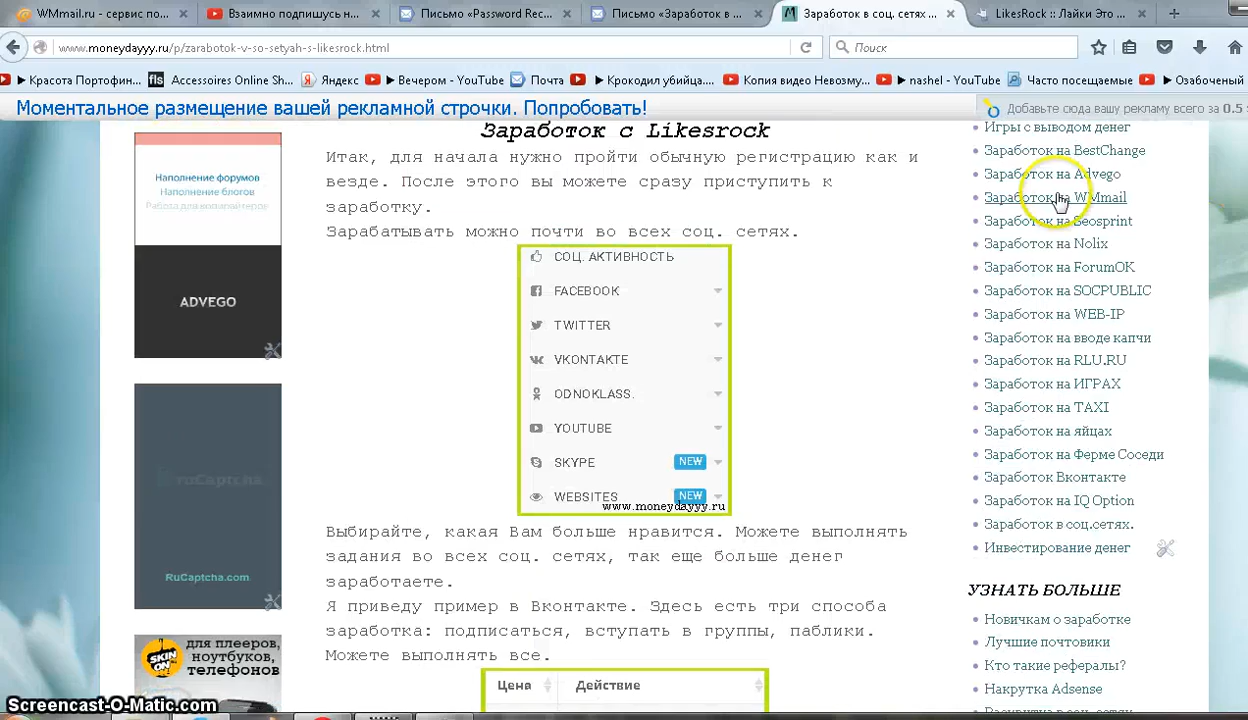 WMmail.ru - сервис по...
Взаимно подпишусь н...
Письмо «Password Rec...
Письмо «Заработок в ...
Заработок в соц. сетях ...
LikesRock :: Лайки Это ...
www.moneydayyy.ru/p/zarabotok-v-so-setyah-s-likesrock.html
Поиск
Красота Портофин...
fls Accessoires Online Sh...
Яндекс
Вечером - YouTube
Почта
Крокодил убийца....
Копия видео Невозму...
nashel - YouTube
Часто посещаемые
Озабоченый
Моментальное размещение вашей рекламной строчки. Попробовать!
Добавьте сюда вашу рекламу всего за 0.5
Наполнение форумов
Наполнение блогов
Работа для копирайтеров
ADVEGO
ruCaptcha
RuCaptcha.com
SKIN ON
для плееров,
ноутбуков,
телефонов
Заработок с Likesrock
Итак, для начала нужно пройти обычную регистрацию как и
везде. После этого вы можете сразу приступить к
заработку.
Зарабатывать можно почти во всех соц. сетях.
СОЦ. АКТИВНОСТЬ
FACEBOOK
TWITTER
VKONTAKTE
ODNOKLASS.
YOUTUBE
SKYPE NEW
WEBSITES NEW
www.moneydayyy.ru
Выбирайте, какая Вам больше нравится. Можете выполнять
задания во всех соц. сетях, так еще больше денег
заработаете.
Я приведу пример в Вконтакте. Здесь есть три способа
заработка: подписаться, вступать в группы, паблики.
Можете выполнять все.
Цена Действие
Игры с выводом денег
Заработок на BestChange
Заработок на Advego
Заработок на WMmail
Заработок на Seosprint
Заработок на Nolix
Заработок на ForumOK
Заработок на SOCPUBLIC
Заработок на WEB-IP
Заработок на вводе капчи
Заработок на RLU.RU
Заработок на ИГРАХ
Заработок на TAXI
Заработок на яйцах
Заработок на Ферме Соседи
Заработок Вконтакте
Заработок на IQ Option
Заработок в соц.сетях.
Инвестирование денег
УЗНАТЬ БОЛЬШЕ
Новичкам о заработке
Лучшие почтовики
Кто такие рефералы?
Накрутка Adsense
Screencast-O-Matic.com